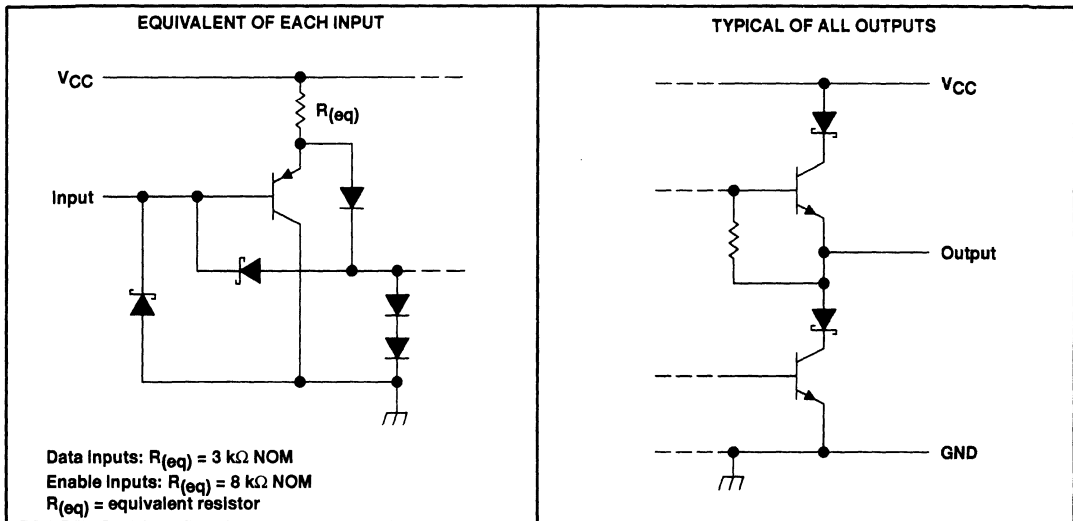 EQUIVALENT OF EACH INPUT
VCC
R(eq)
Input
Data Inputs: R(eq) = 3 kΩ NOM
Enable Inputs: R(eq) = 8 kΩ NOM
R(eq) = equivalent resistor
TYPICAL OF ALL OUTPUTS
VCC
Output
GND